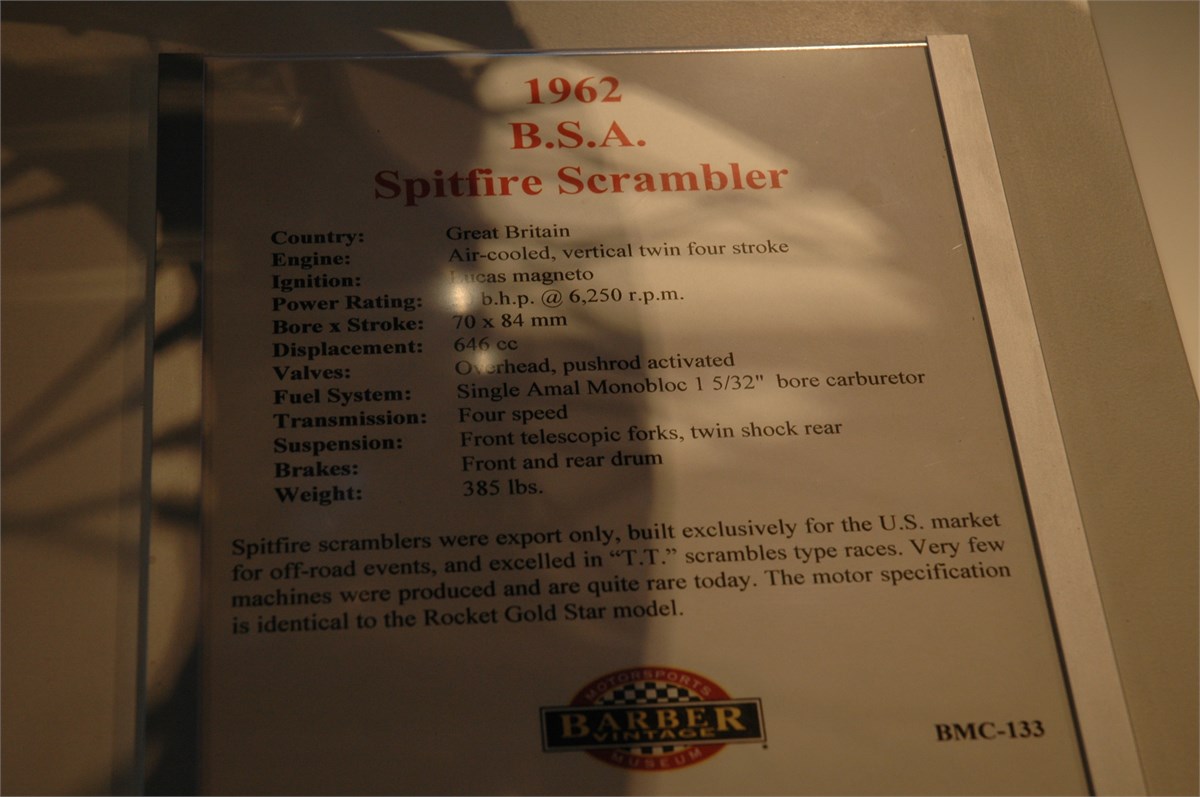 1962
B.S.A.
Spitfire Scrambler
Country: Great Britain
Engine: Air-cooled, vertical twin four stroke
Ignition: Lucas magneto
Power Rating: b.h.p. @ 6,250 r.p.m.
Bore x Stroke: 70 x 84 mm
Displacement: 646 cc
Valves: Overhead, pushrod activated
Fuel System: Single Amal Monobloc 1 5/32" bore carburetor
Transmission: Four speed
Suspension: Front telescopic forks, twin shock rear
Brakes: Front and rear drum
Weight: 385 lbs.
Spitfire scramblers were export only, built exclusively for the U.S. market
for off-road events, and excelled in “T.T.” scrambles type races. Very few
machines were produced and are quite rare today. The motor specification
is identical to the Rocket Gold Star model.
MOTORSPORTS
BARBER
VINTAGE
MUSEUM
BMC-133